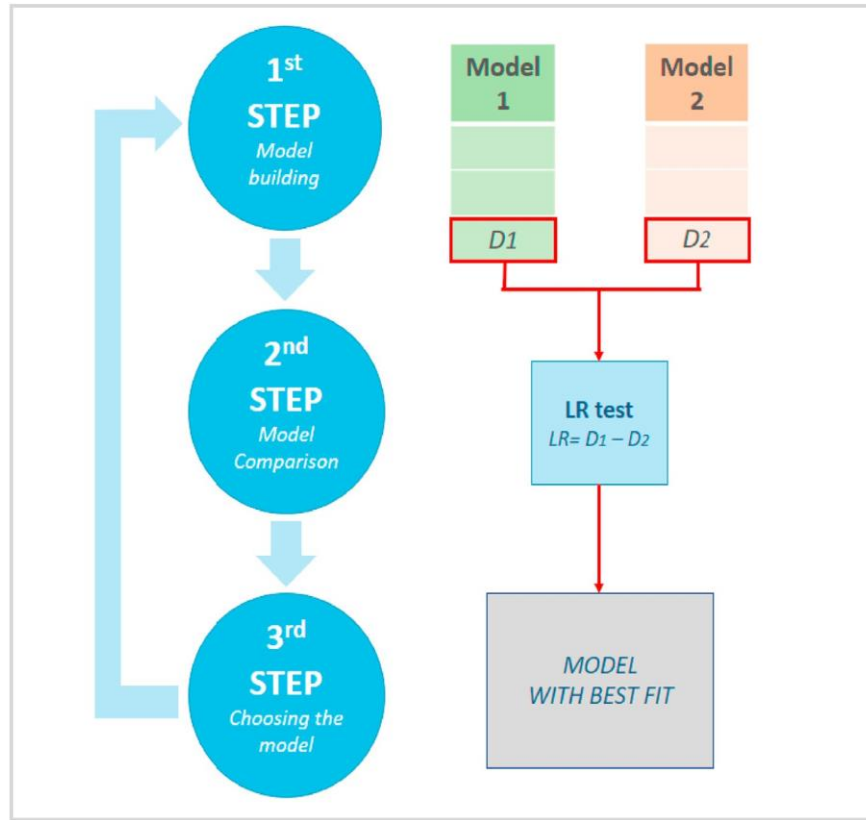 1st
STEP
Model
building
2nd
STEP
Model
Comparison
3rd
STEP
Choosing the
model
Model
1
Model
2
D1
D2
LR test
LR= D1 – D2
MODEL
WITH BEST FIT